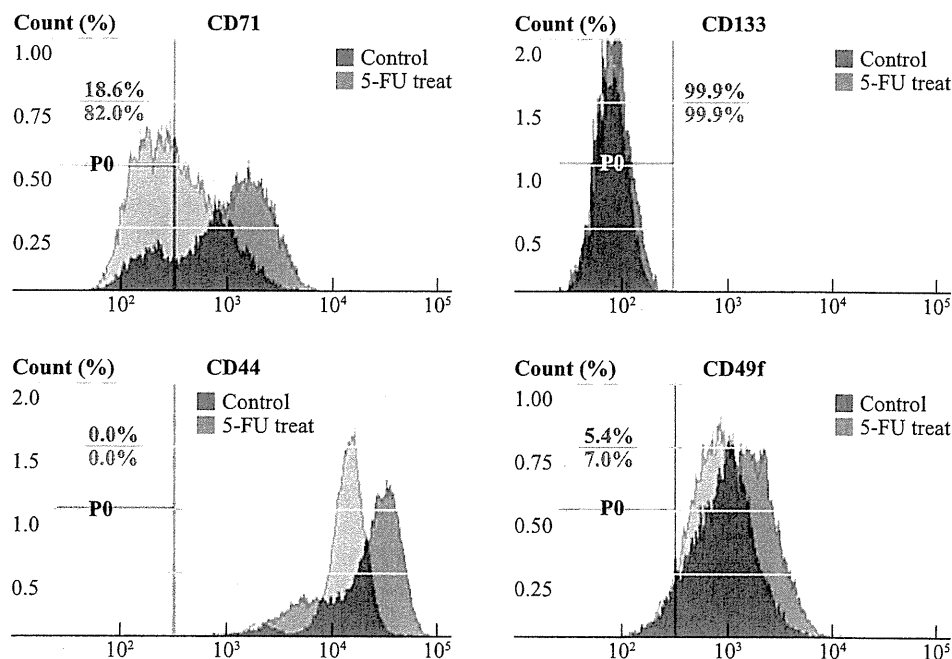 Count (%) CD71
Control
5-FU treat
1.00
0.75
0.50
0.25
18.6%
82.0%
P0
10² 10³ 10⁴ 10⁵
Count (%) CD133
Control
5-FU treat
2.0
1.5
1.0
0.5
99.9%
99.9%
P0
10² 10³ 10⁴ 10⁵
Count (%) CD44
Control
5-FU treat
2.0
1.5
1.0
0.5
0.0%
0.0%
P0
10² 10³ 10⁴ 10⁵
Count (%) CD49f
Control
5-FU treat
1.00
0.75
0.50
0.25
5.4%
7.0%
P0
10² 10³ 10⁴ 10⁵